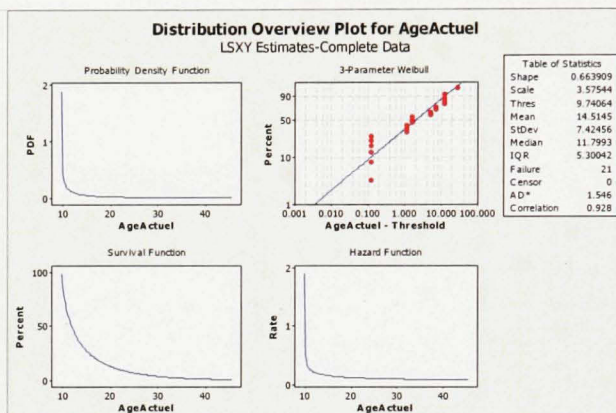 Distribution Overview Plot for AgeActuel
LSXY Estimates-Complete Data
Probability Density Function
2
1
0
PDF
10 20 30 40
AgeActuel
3-Parameter Weibull
90
50
10
1
Percent
0.001 0.010 0.100 1.000 10.000 100.000
AgeActuel - Threshold
Table of Statistics
Shape 0.663909
Scale 3.57544
Thres 9.74064
Mean 14.5145
StDev 7.42456
Median 11.7993
IQR 5.30042
Failure 21
Censor 0
AD* 1.546
Correlation 0.928
Survival Function
100
50
0
Percent
10 20 30 40
AgeActuel
Hazard Function
2
1
0
Rate
10 20 30 40
AgeActuel